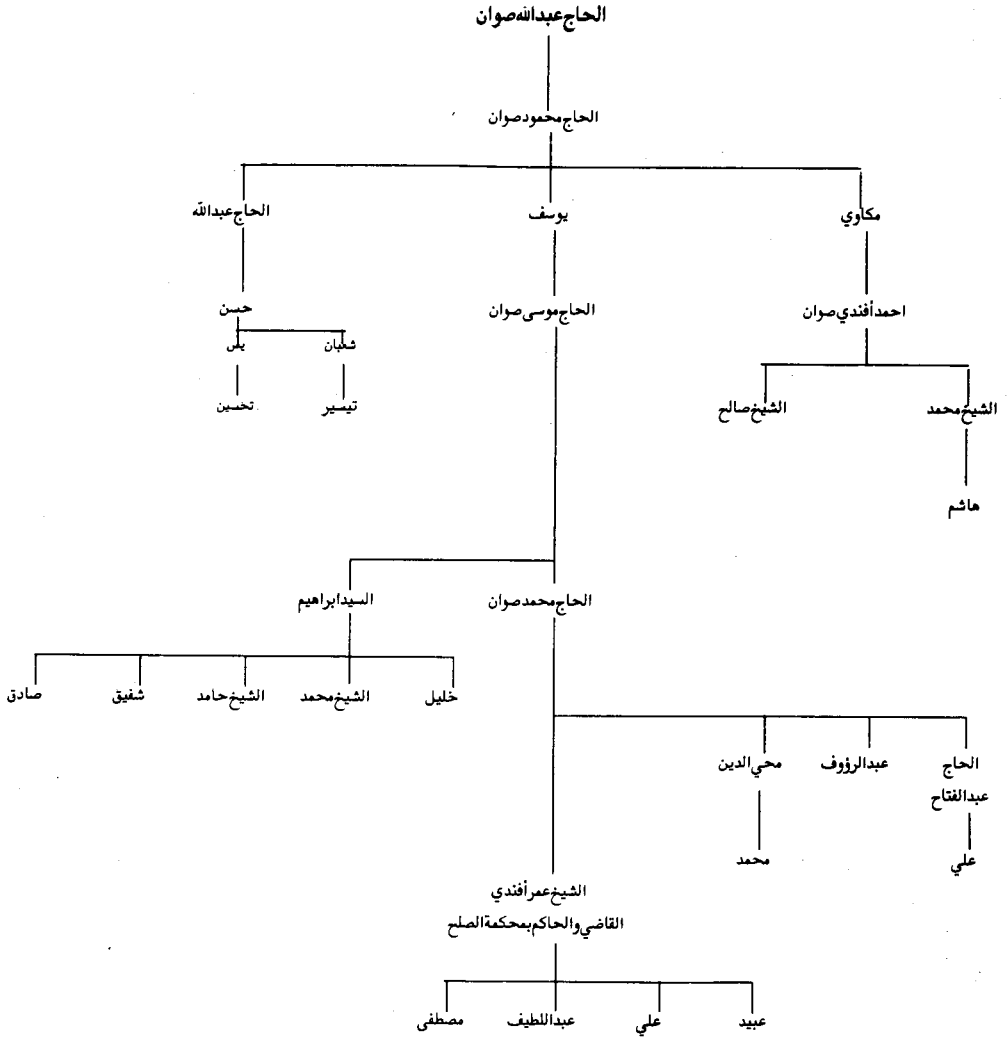 الحاج عبدالله صوان
الحاج محمود صوان
مكاوي
يوسف
الحاج عبدالله
احمد أفندي صوان
الحاج موسى صوان
حسن
شعبان
يس
الشيخ محمد
الشيخ صالح
تيسير
تحسين
هاشم
الحاج محمد صوان
السيد ابراهيم
خليل
الشيخ محمد
الشيخ حامد
شفيق
صادق
الحاج
عبدالفتاح
عبدالرؤوف
محي الدين
علي
محمد
الشيخ عمر أفندي
القاضي والحاكم بمحكمة الصلح
عبيد
علي
عبداللطيف
مصطفى